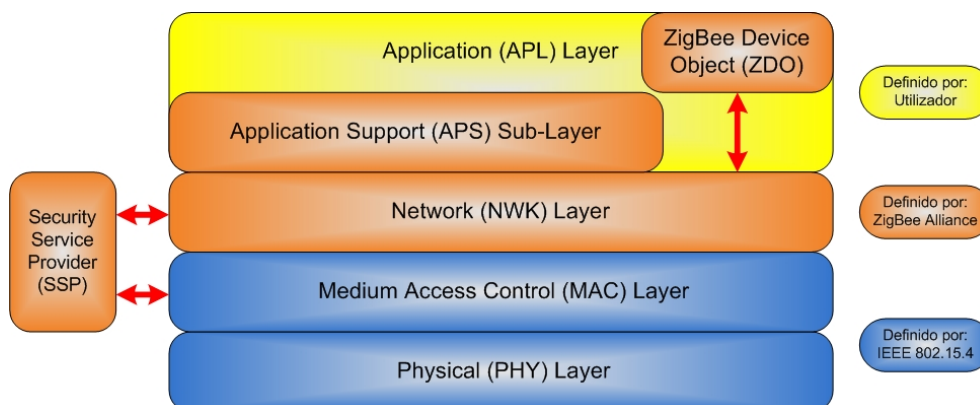 Application (APL) Layer
ZigBee Device
Object (ZDO)
Definido por:
Utilizador
Application Support (APS) Sub-Layer
Security
Service
Provider
(SSP)
Network (NWK) Layer
Definido por:
ZigBee Alliance
Medium Access Control (MAC) Layer
Definido por:
IEEE 802.15.4
Physical (PHY) Layer